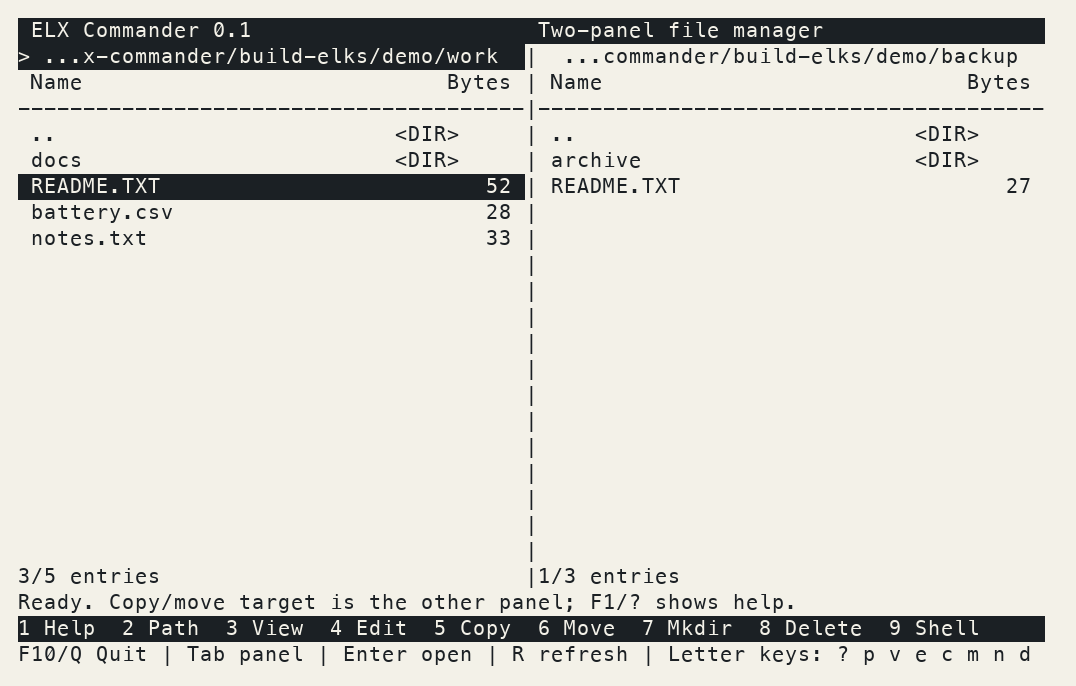 ELX Commander 0.1                      Two-panel file manager
> ...x-commander/build-elks/demo/work  |  ...commander/build-elks/demo/backup
 Name                            Bytes | Name                            Bytes
---------------------------------------|---------------------------------------
 ..                          <DIR>     | ..                          <DIR>
 docs                        <DIR>     | archive                     <DIR>
 README.TXT                         52 | README.TXT                         27
 battery.csv                        28 |
 notes.txt                          33 |
3/5 entries                            |1/3 entries
Ready. Copy/move target is the other panel; F1/? shows help.
1 Help  2 Path  3 View  4 Edit  5 Copy  6 Move  7 Mkdir  8 Delete  9 Shell
F10/Q Quit | Tab panel | Enter open | R refresh | Letter keys: ? p v e c m n d